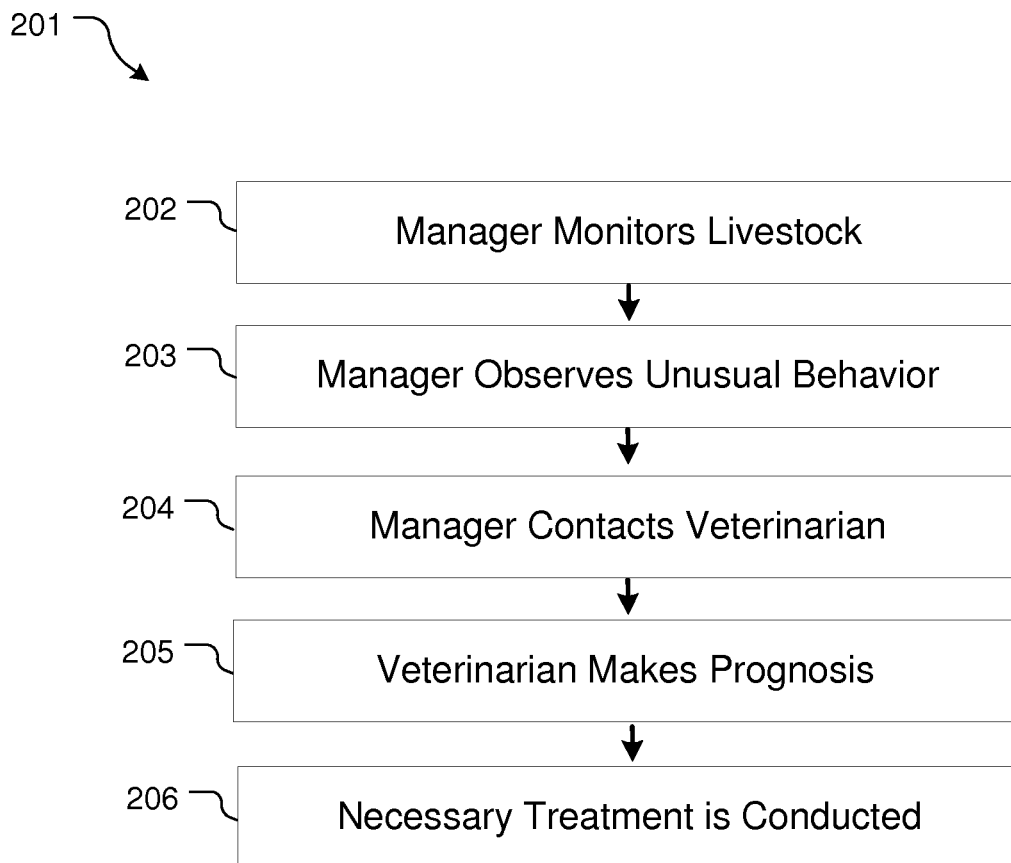 201
202 Manager Monitors Livestock
203 Manager Observes Unusual Behavior
204 Manager Contacts Veterinarian
205 Veterinarian Makes Prognosis
206 Necessary Treatment is Conducted